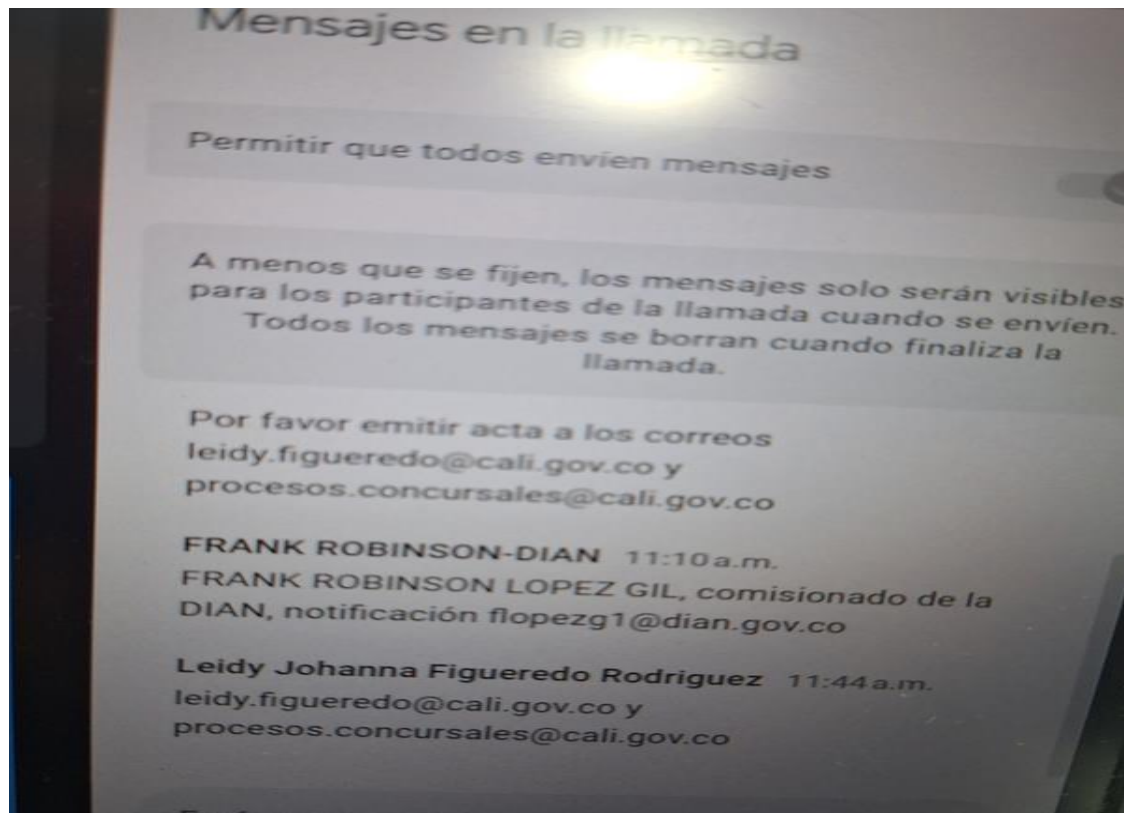 Mensajes en la llamada
Permitir que todos envíen mensajes
A menos que se fijen, los mensajes solo serán visibles
para los participantes de la llamada cuando se envíen.
Todos los mensajes se borran cuando finaliza la
llamada.
Por favor emitir acta a los correos
leidy.figueredo@cali.gov.co y
procesos.concursales@cali.gov.co
FRANK ROBINSON-DIAN 11:10 a.m.
FRANK ROBINSON LOPEZ GIL, comisionado de la
DIAN, notificación flopezg1@dian.gov.co
Leidy Johanna Figueredo Rodriguez 11:44 a.m.
leidy.figueredo@cali.gov.co y
procesos.concursales@cali.gov.co